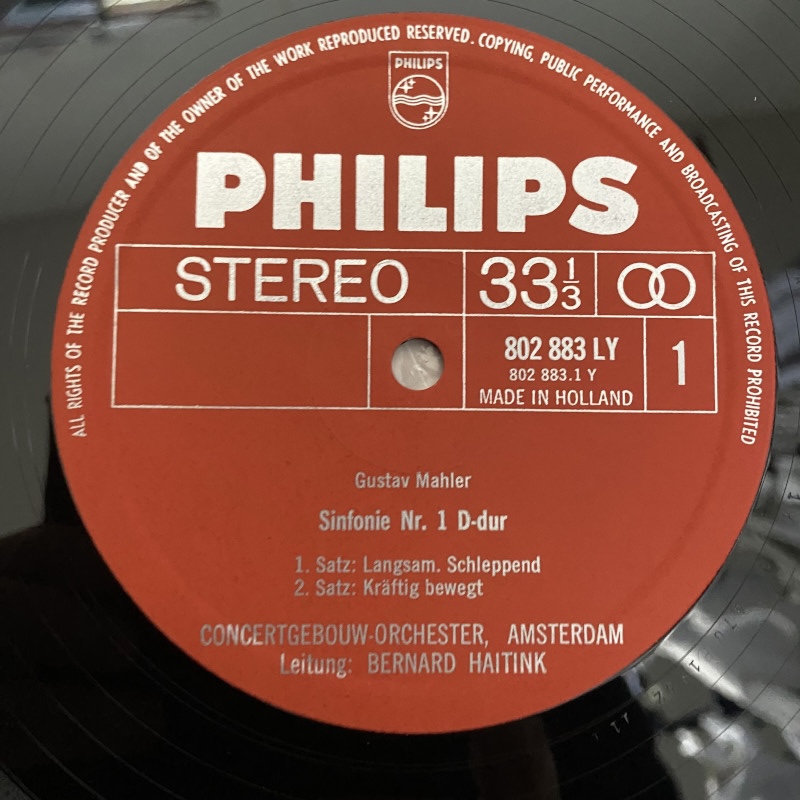 ALL RIGHTS OF THE RECORD PRODUCER AND OF THE OWNER OF THE WORK REPRODUCED RESERVED. COPYING, PUBLIC PERFORMANCE AND BROADCASTING OF THIS RECORD PROHIBITED
PHILIPS
PHILIPS
STEREO
33 1/3
802 883 LY
802 883.1 Y
MADE IN HOLLAND
1
Gustav Mahler
Sinfonie Nr. 1 D-dur
1. Satz: Langsam. Schleppend
2. Satz: Kräftig bewegt
CONCERTGEBOUW-ORCHESTER, AMSTERDAM
Leitung: BERNARD HAITINK